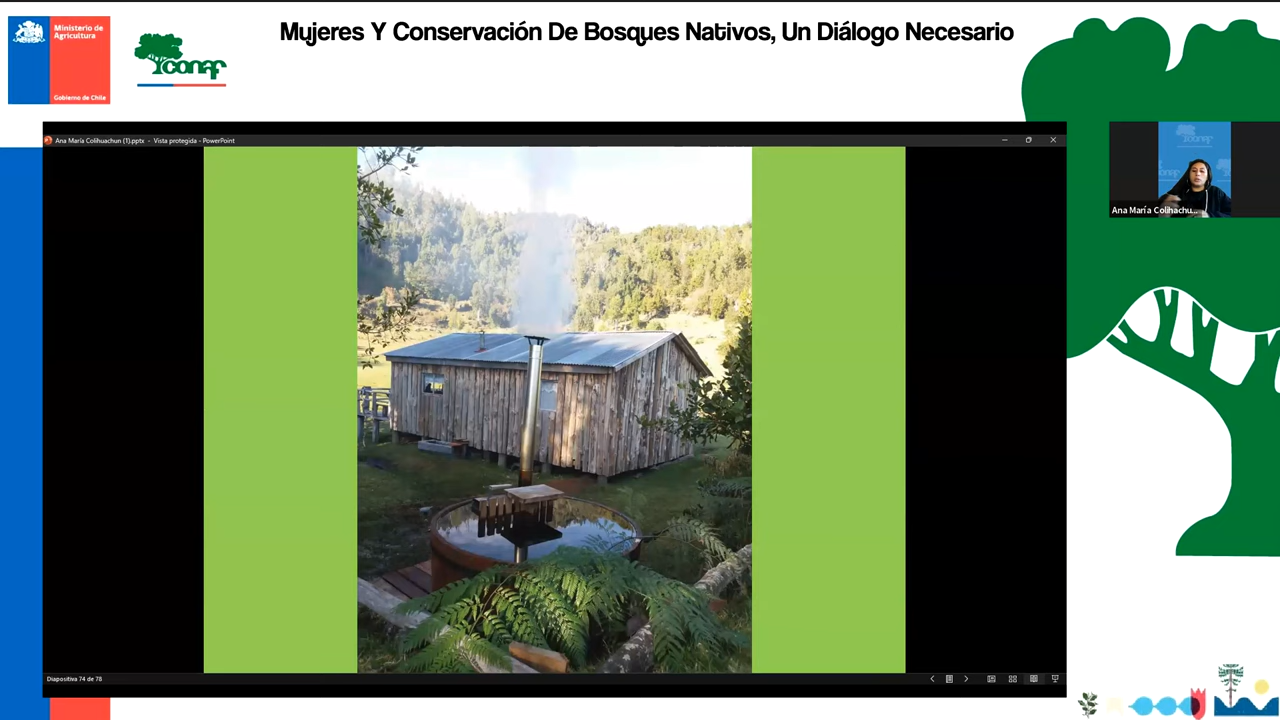 Mujeres Y Conservación De Bosques Nativos, Un Diálogo Necesario
Ministerio de
Agricultura
Gobierno de Chile
conaf
Ana María Colihuachun (1).pptx - Vista protegida - PowerPoint
Ana María Colihachu...
Diapositiva 74 de 78